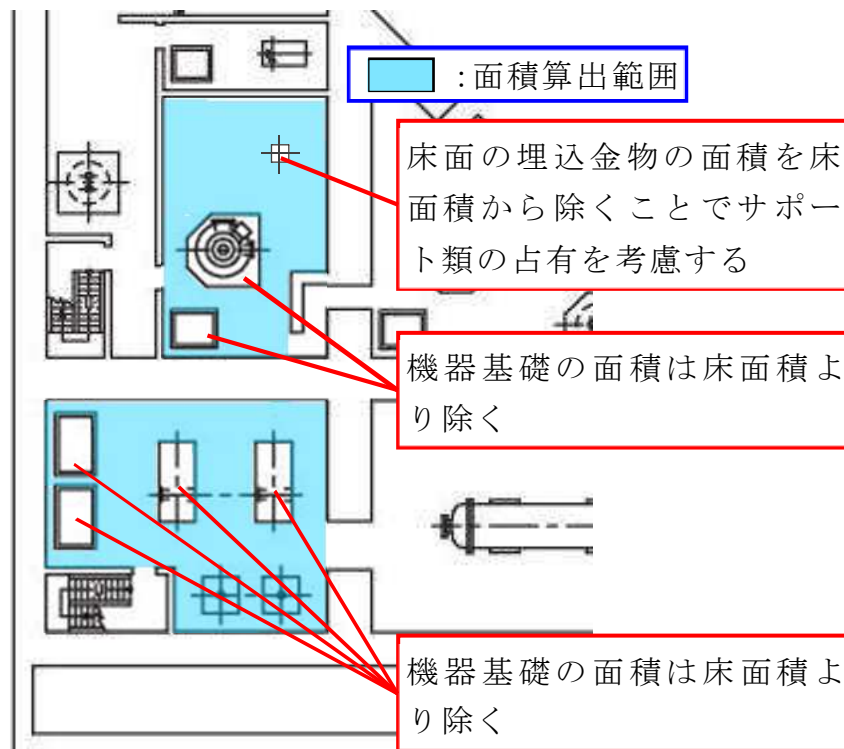 :面積算出範囲
床面の埋込金物の面積を床
面積から除くことでサポー
ト類の占有を考慮する
機器基礎の面積は床面積よ
り除く
機器基礎の面積は床面積よ
り除く